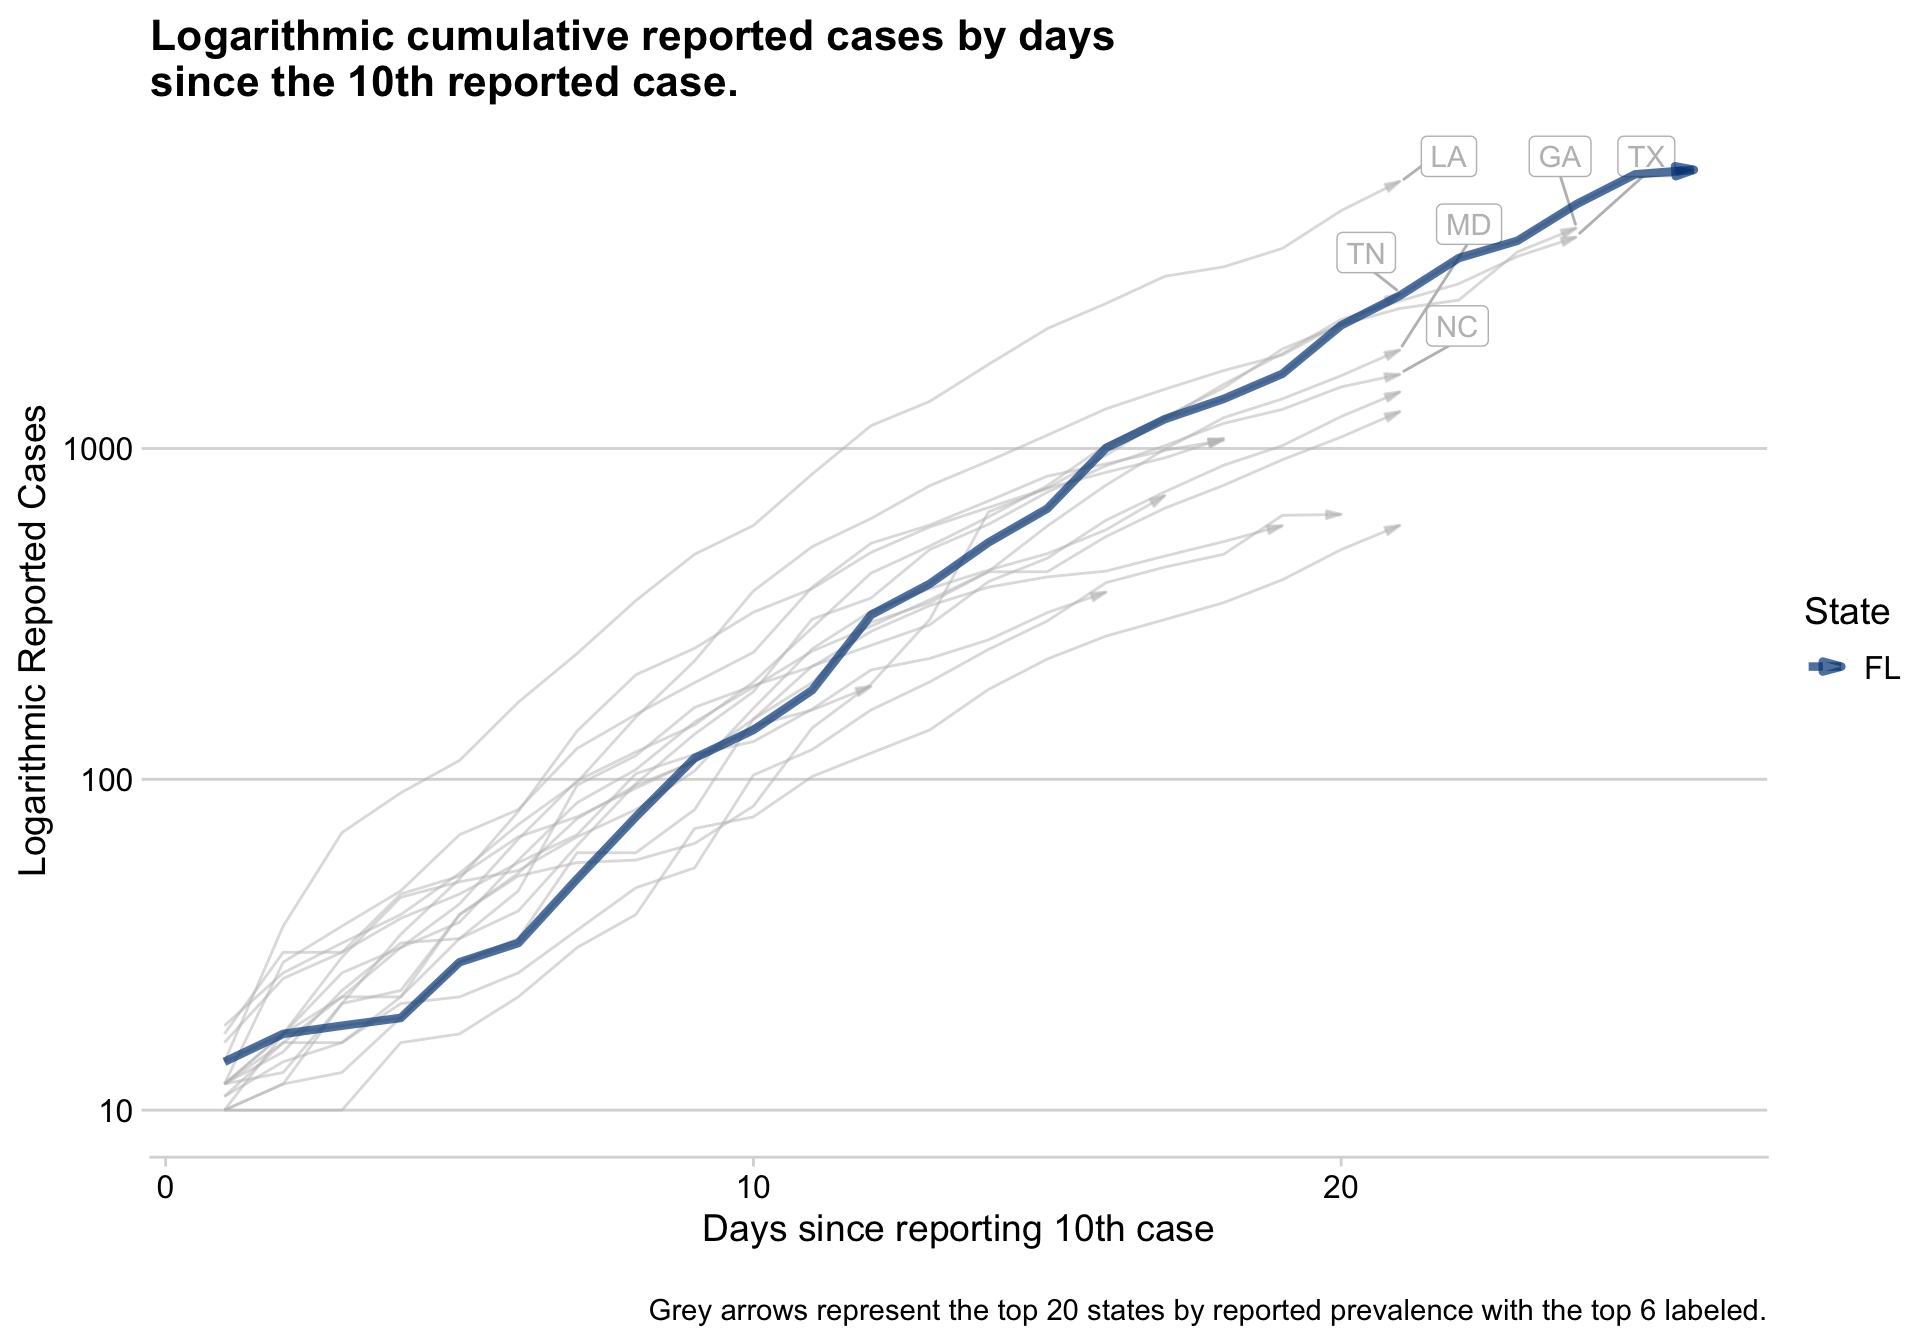 Logarithmic cumulative reported cases by days
since the 10th reported case.
LA
GA
TX
MD
TN
NC
Logarithmic Reported Cases
1000
100
10
State
FL
0
10
20
Days since reporting 10th case
Grey arrows represent the top 20 states by reported prevalence with the top 6 labeled.